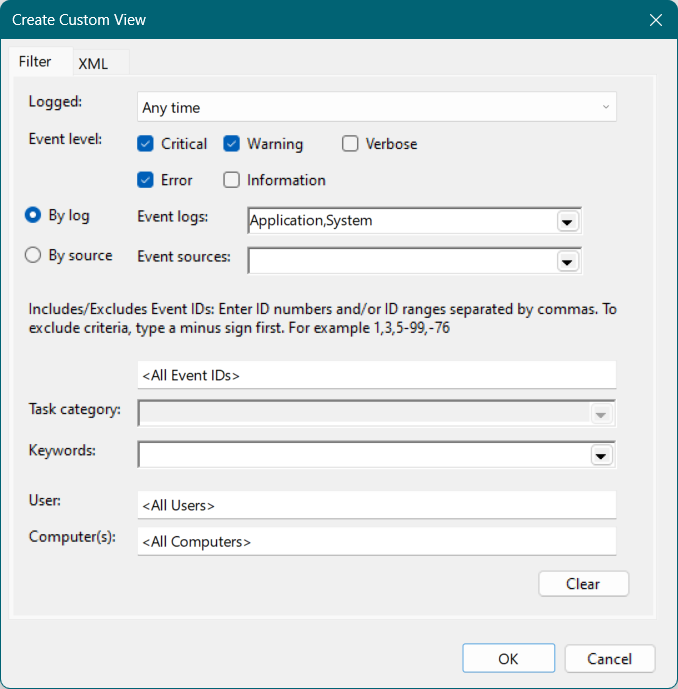 Create Custom View
Filter
XML
Logged:
Any time
Event level:
Critical
Warning
Verbose
Error
Information
By log
Event logs:
Application,System
By source
Event sources:
Includes/Excludes Event IDs: Enter ID numbers and/or ID ranges separated by commas. To
exclude criteria, type a minus sign first. For example 1,3,5-99,-76
<All Event IDs>
Task category:
Keywords:
User:
<All Users>
Computer(s):
<All Computers>
Clear
OK
Cancel